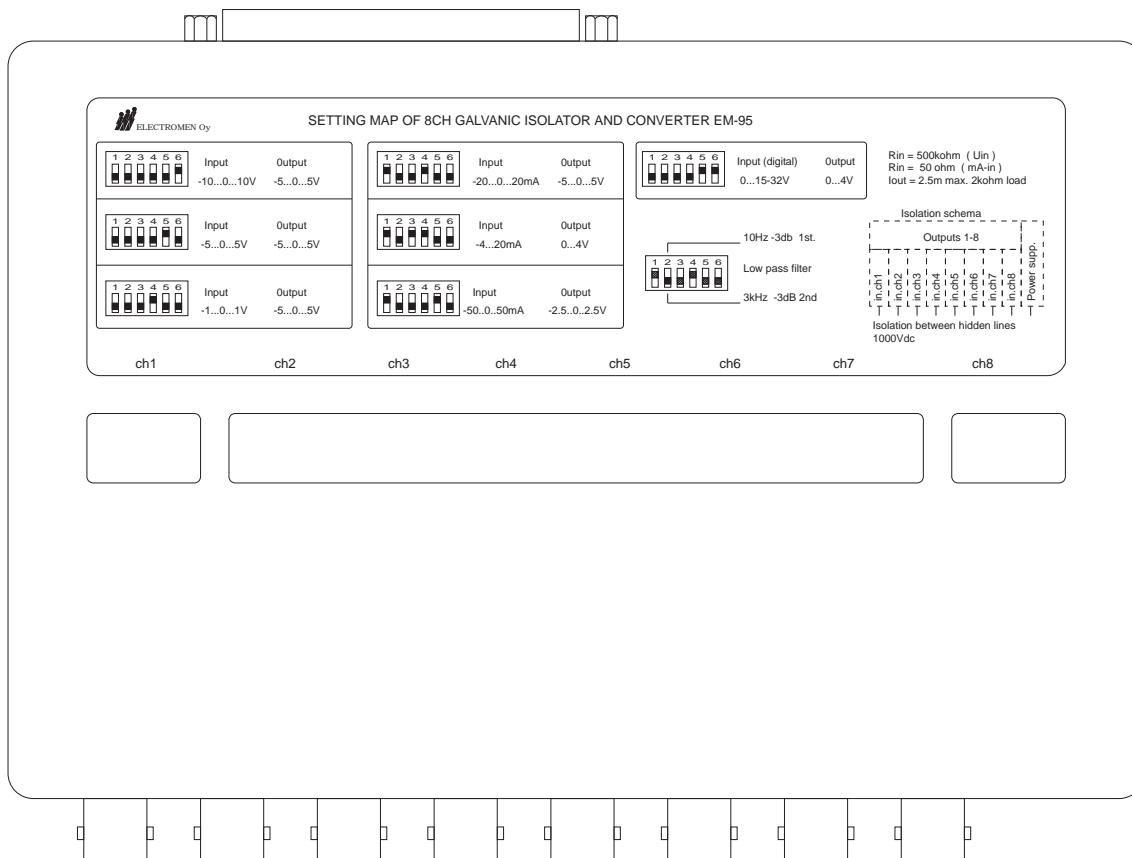 ELECTROMEN Oy
SETTING MAP OF 8CH GALVANIC ISOLATOR AND CONVERTER EM-95
1 2 3 4 5 6
Input 0utput
-10...0...10V -5...0...5V
1 2 3 4 5 6
Input 0utput
-5...0...5V -5...0...5V
1 2 3 4 5 6
Input 0utput
-1...0...1V -5...0...5V
1 2 3 4 5 6
Input 0utput
-20...0...20mA -5...0...5V
1 2 3 4 5 6
Input 0utput
-4...20mA 0...4V
1 2 3 4 5 6
Input 0utput
-50..0..50mA -2.5..0..2.5V
1 2 3 4 5 6
Input (digital) 0utput
0...15-32V 0...4V
10Hz -3db 1st.
1 2 3 4 5 6
Low pass filter
3kHz -3dB 2nd
Rin = 500kohm ( Uin )
Rin = 50 ohm ( mA-in )
Iout = 2.5m max. 2kohm load
Isolation schema
Outputs 1-8
in.ch1
in.ch2
in.ch3
in.ch4
in.ch5
in.ch6
in.ch7
in.ch8
Power supp.
Isolation between hidden lines
1000Vdc
ch1 ch2 ch3 ch4 ch5 ch6 ch7 ch8